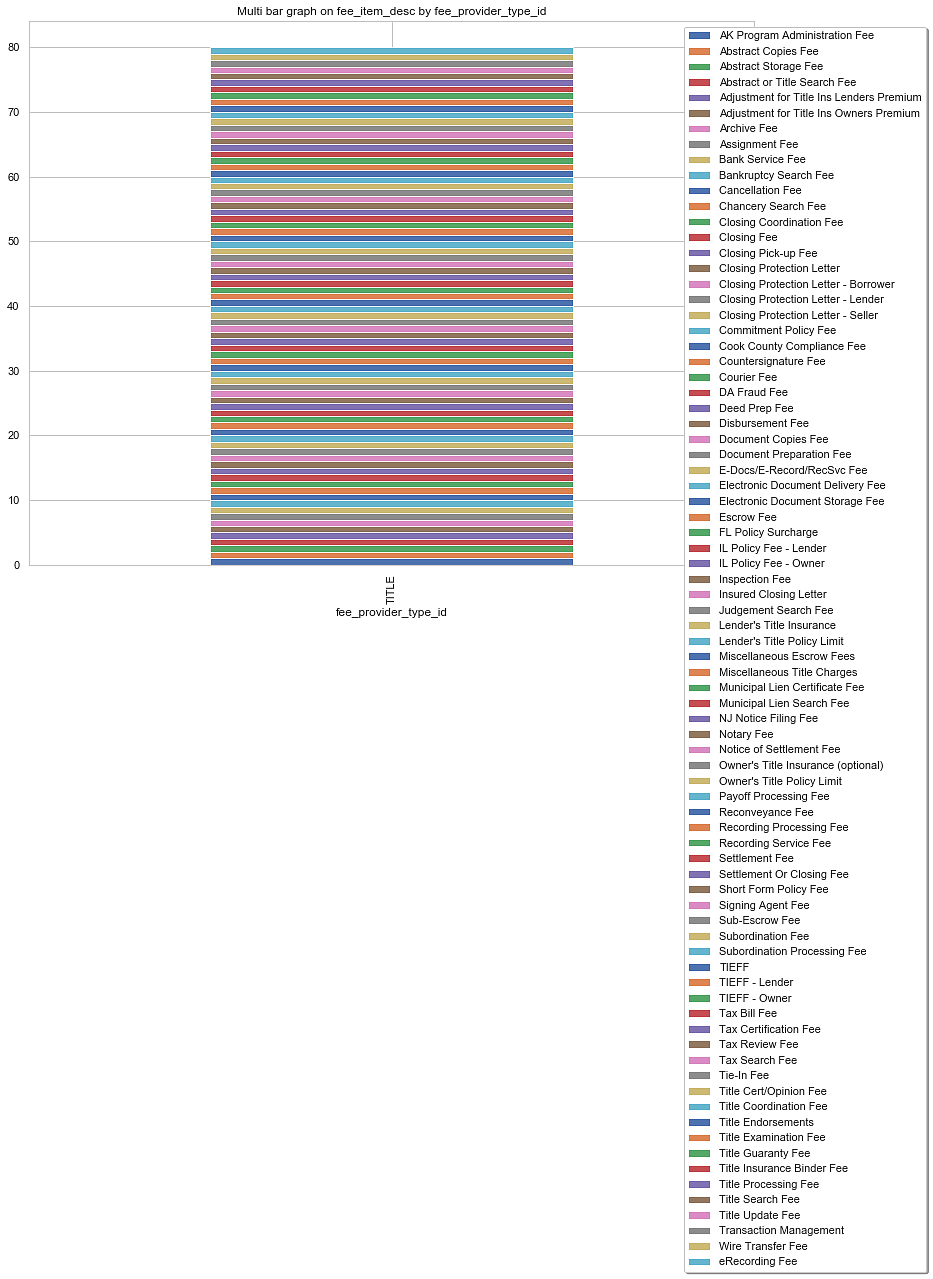 Multi bar graph on fee_item_desc by fee_provider_type_id
80
70
60
50
40
30
20
10
0
TITLE
fee_provider_type_id
AK Program Administration Fee
Abstract Copies Fee
Abstract Storage Fee
Abstract or Title Search Fee
Adjustment for Title Ins Lenders Premium
Adjustment for Title Ins Owners Premium
Archive Fee
Assignment Fee
Bank Service Fee
Bankruptcy Search Fee
Cancellation Fee
Chancery Search Fee
Closing Coordination Fee
Closing Fee
Closing Pick-up Fee
Closing Protection Letter
Closing Protection Letter - Borrower
Closing Protection Letter - Lender
Closing Protection Letter - Seller
Commitment Policy Fee
Cook County Compliance Fee
Countersignature Fee
Courier Fee
DA Fraud Fee
Deed Prep Fee
Disbursement Fee
Document Copies Fee
Document Preparation Fee
E-Docs/E-Record/RecSvc Fee
Electronic Document Delivery Fee
Electronic Document Storage Fee
Escrow Fee
FL Policy Surcharge
IL Policy Fee - Lender
IL Policy Fee - Owner
Inspection Fee
Insured Closing Letter
Judgement Search Fee
Lender's Title Insurance
Lender's Title Policy Limit
Miscellaneous Escrow Fees
Miscellaneous Title Charges
Municipal Lien Certificate Fee
Municipal Lien Search Fee
NJ Notice Filing Fee
Notary Fee
Notice of Settlement Fee
Owner's Title Insurance (optional)
Owner's Title Policy Limit
Payoff Processing Fee
Reconveyance Fee
Recording Processing Fee
Recording Service Fee
Settlement Fee
Settlement Or Closing Fee
Short Form Policy Fee
Signing Agent Fee
Sub-Escrow Fee
Subordination Fee
Subordination Processing Fee
TIEFF
TIEFF - Lender
TIEFF - Owner
Tax Bill Fee
Tax Certification Fee
Tax Review Fee
Tax Search Fee
Tie-In Fee
Title Cert/Opinion Fee
Title Coordination Fee
Title Endorsements
Title Examination Fee
Title Guaranty Fee
Title Insurance Binder Fee
Title Processing Fee
Title Search Fee
Title Update Fee
Transaction Management
Wire Transfer Fee
eRecording Fee